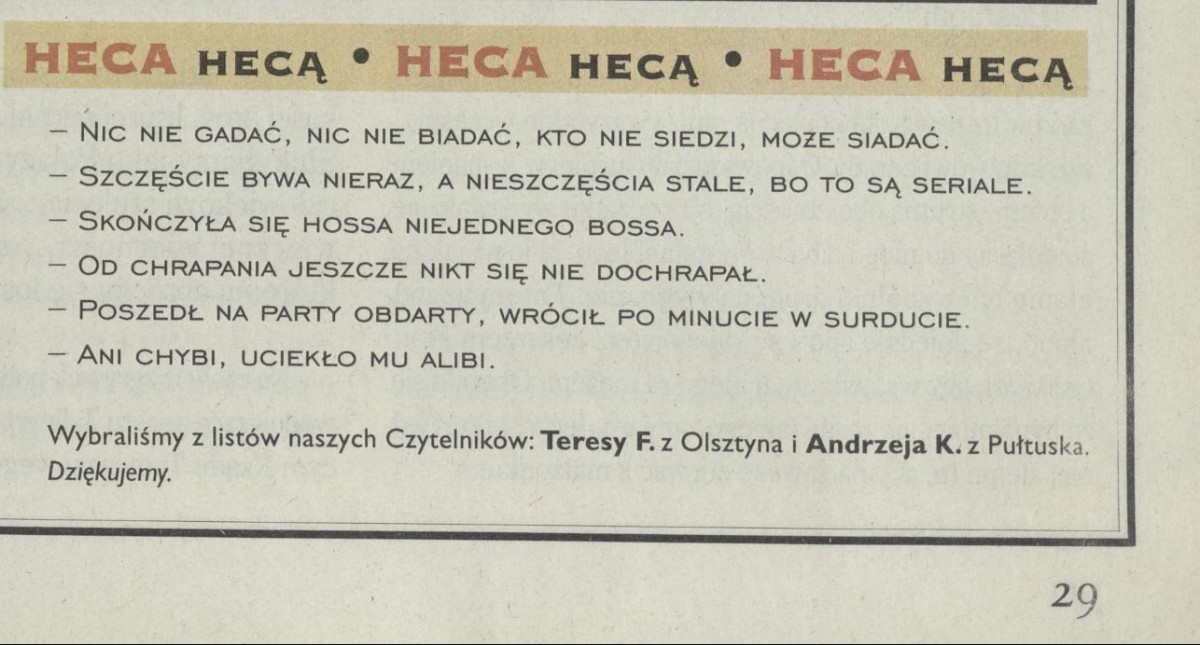 HECA HECĄ • HECA HECĄ • HECA HECĄ
– Nic nie gadać, nic nie biadać, kto nie siedzi, może siadać.
– Szczęście bywa nieraz, a nieszczęścia stale, bo to są seriale.
– Skończyła się hossa niejednego bossa.
– Od chrapania jeszcze nikt się nie dochrapał.
– Poszedł na party obdarty, wrócił po minucie w surducie.
– Ani chybi, uciekło mu alibi.
Wybraliśmy z listów naszych Czytelników: Teresy F. z Olsztyna i Andrzeja K. z Pułtuska.
Dziękujemy.
29